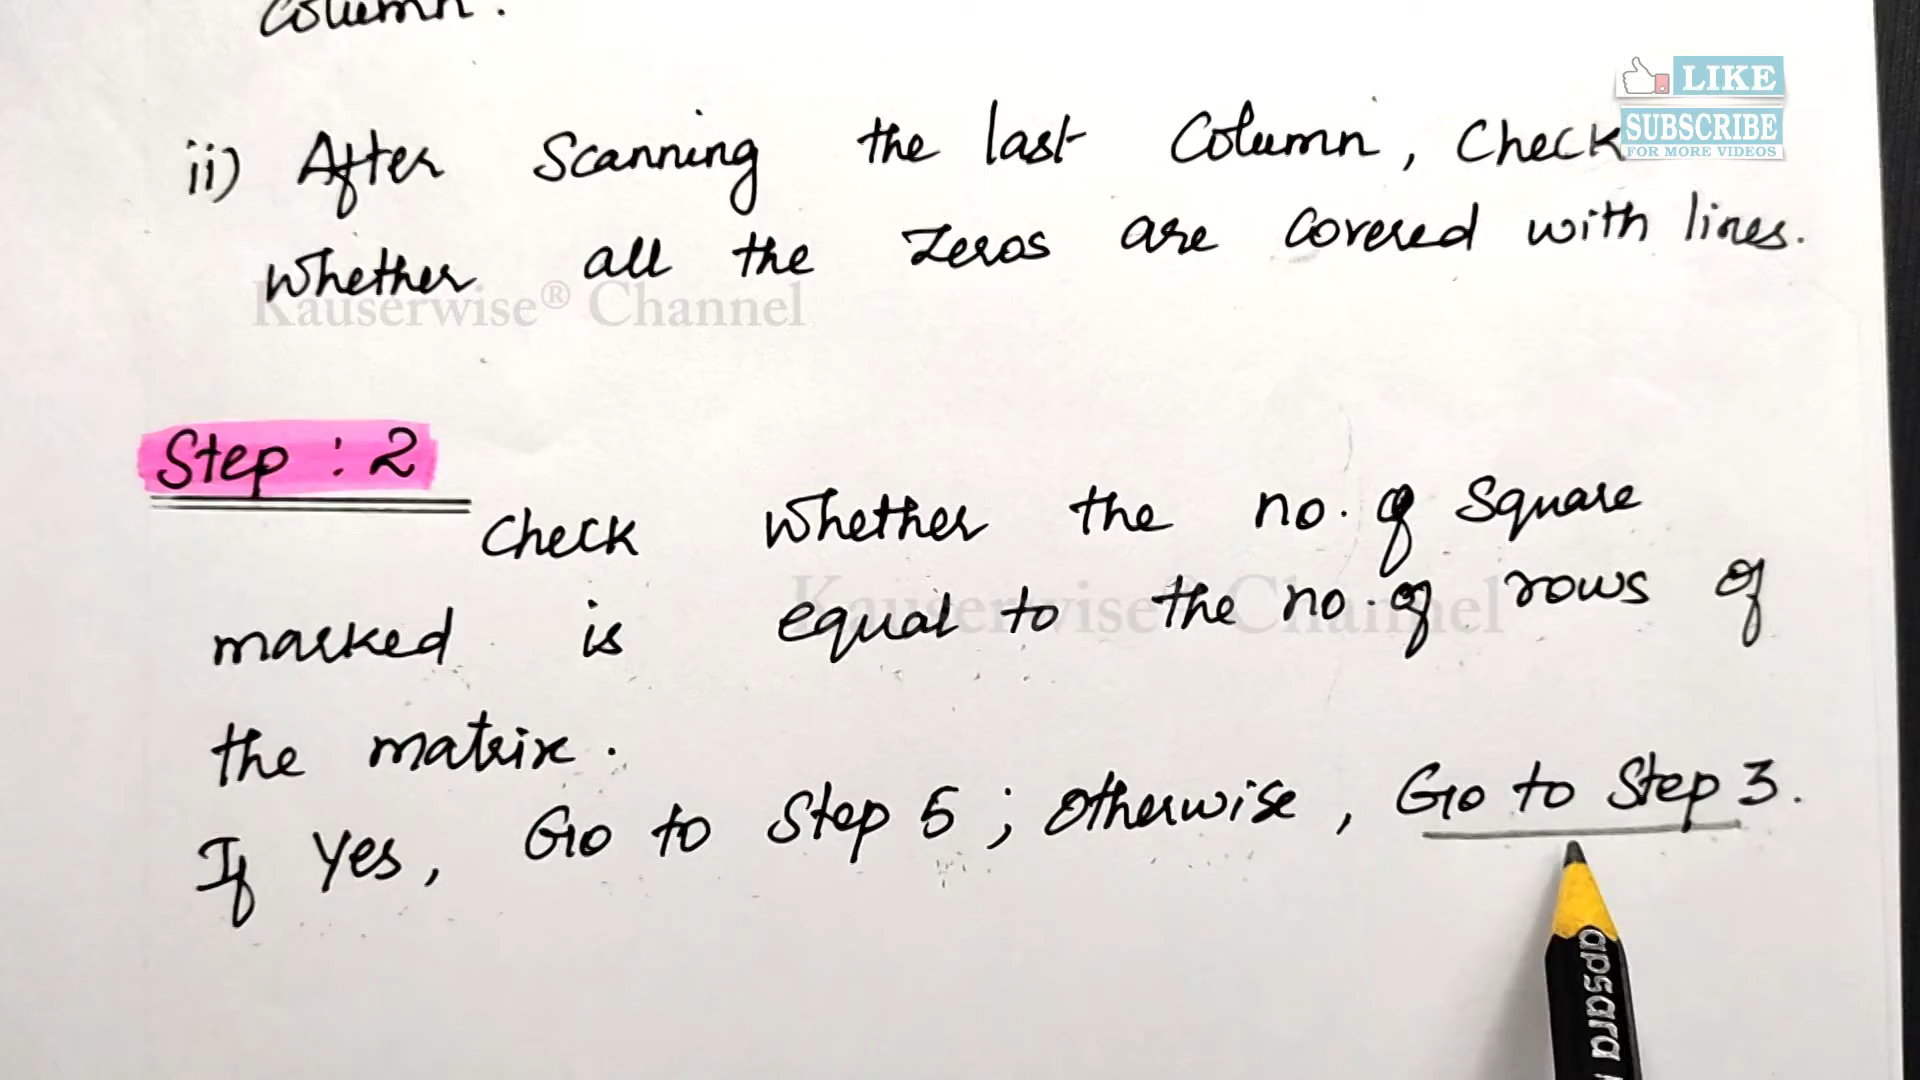 Column.
LIKE
SUBSCRIBE
FOR MORE VIDEOS
ii) After Scanning the last Column, Check
Whether all the Zeros are covered with lines.
Kauserwise® Channel
Step : 2
Check Whether the no. of Square
marked is equal to the no. of rows of
Kauserwise® Channel
the matrix.
If Yes, Go to Step 5; Otherwise, Go to Step 3.
apsara